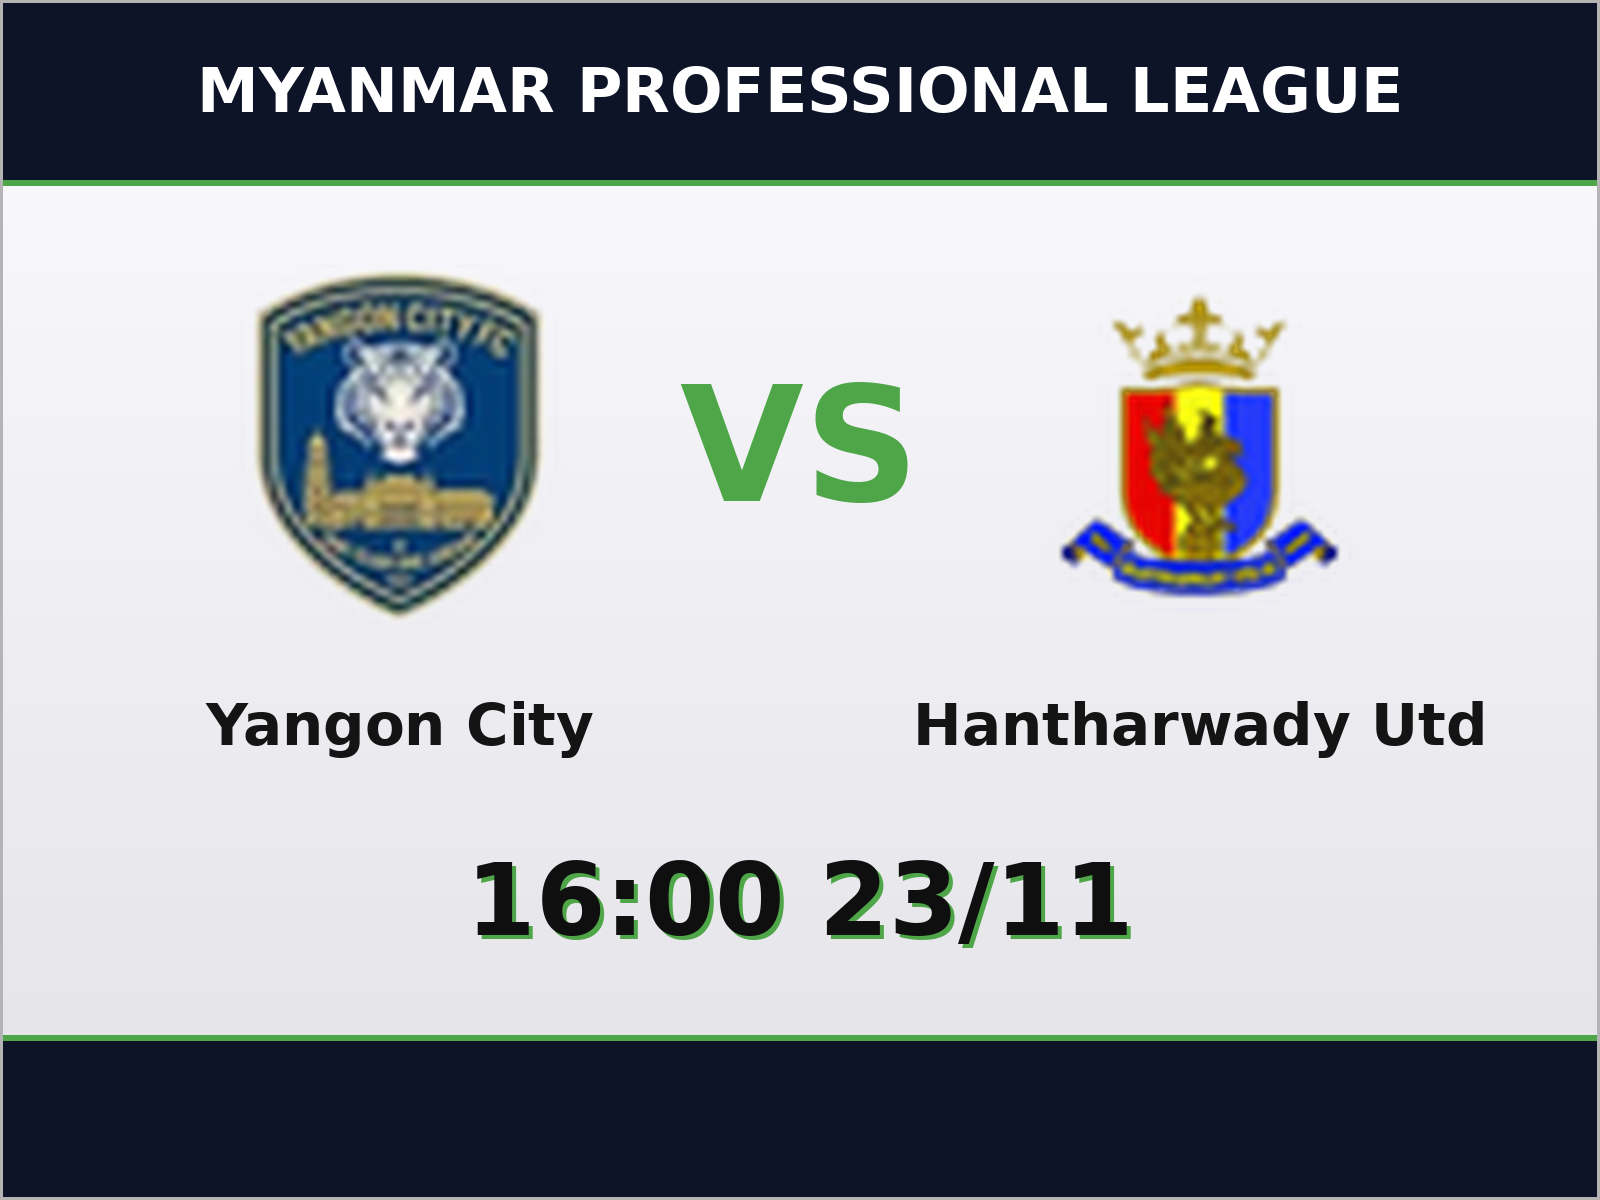 MYANMAR PROFESSIONAL LEAGUE
YANGON CITY FC
VS
Yangon City
Hantharwady Utd
16:00 23/11